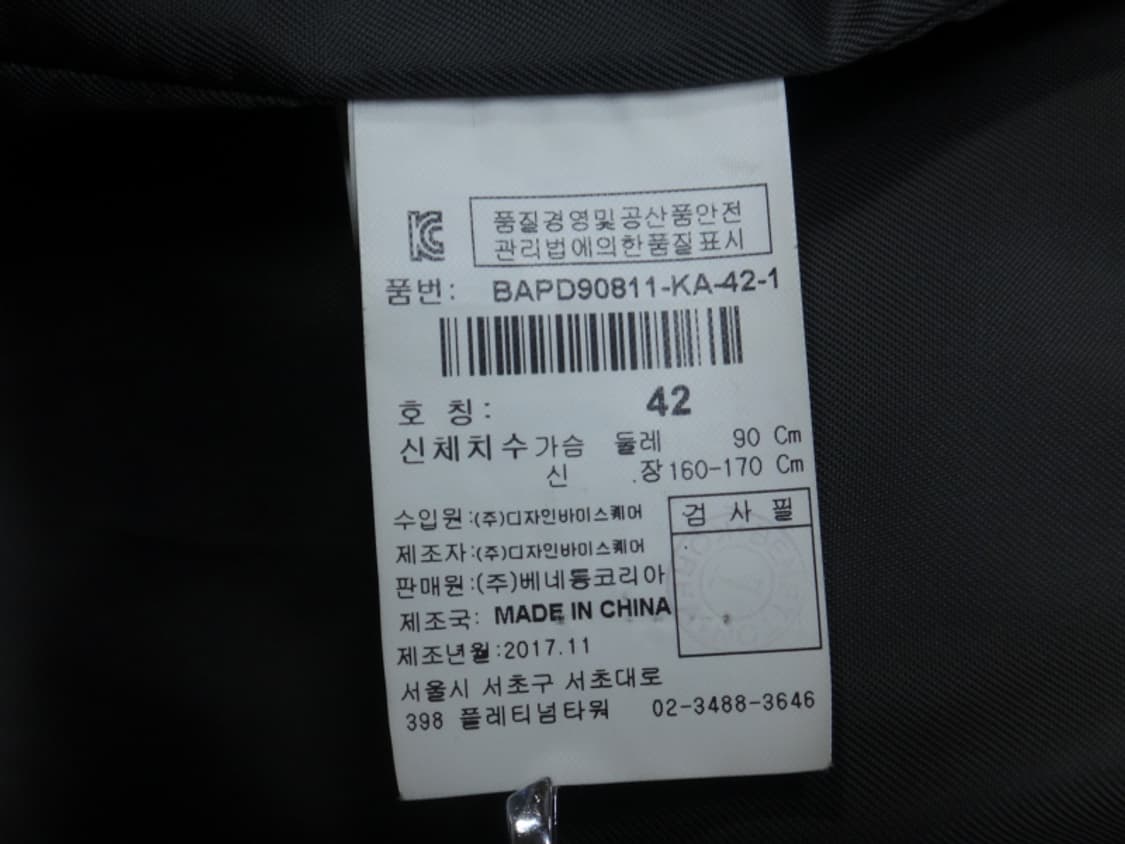 KC
품질경영및공산품안전
관리법에의한품질표시
품번: BAPD90811-KA-42-1
호 칭: 42
신체치수 가슴 둘레 90 Cm
신 장 160-170 Cm
수입원:(주)디자인바이스퀘어
제조자:(주)디자인바이스퀘어
판매원:(주)베네통코리아
제조국: MADE IN CHINA
제조년월:2017.11
검 사 필
서울시 서초구 서초대로
398 플레티넘타워 02-3488-3646